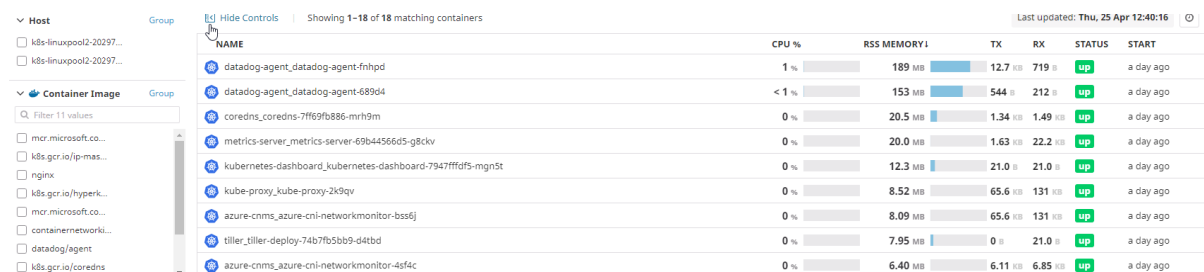 Host Group
k8s-linuxpool2-20297...
k8s-linuxpool2-20297...
Container Image Group
Filter 11 values
mcr.microsoft.co...
k8s.gcr.io/ip-mas...
nginx
k8s.gcr.io/hyperk...
mcr.microsoft.co...
containernetworki...
datadog/agent
k8s.gcr.io/coredns
Hide Controls Showing 1–18 of 18 matching containers Last updated: Thu, 25 Apr 12:40:16
NAME CPU % RSS MEMORY↓ TX RX STATUS START
datadog-agent_datadog-agent-fnhpd 1 % 189 MB 12.7 KB 719 B up a day ago
datadog-agent_datadog-agent-689d4 < 1 % 153 MB 544 B 212 B up a day ago
coredns_coredns-7ff69fb886-mrh9m 0 % 20.5 MB 1.34 KB 1.49 KB up a day ago
metrics-server_metrics-server-69b44566d5-g8ckv 0 % 20.0 MB 1.63 KB 22.2 KB up a day ago
kubernetes-dashboard_kubernetes-dashboard-7947fffdf5-mgn5t 0 % 12.3 MB 21.0 B 21.0 B up a day ago
kube-proxy_kube-proxy-2k9qv 0 % 8.52 MB 65.6 KB 131 KB up a day ago
azure-cnms_azure-cni-networkmonitor-bss6j 0 % 8.09 MB 65.6 KB 131 KB up a day ago
tiller_tiller-deploy-74b7fb5bb9-d4tbd 0 % 7.95 MB 0 B 21.0 B up a day ago
azure-cnms_azure-cni-networkmonitor-4sf4c 0 % 6.40 MB 6.11 KB 6.85 KB up a day ago